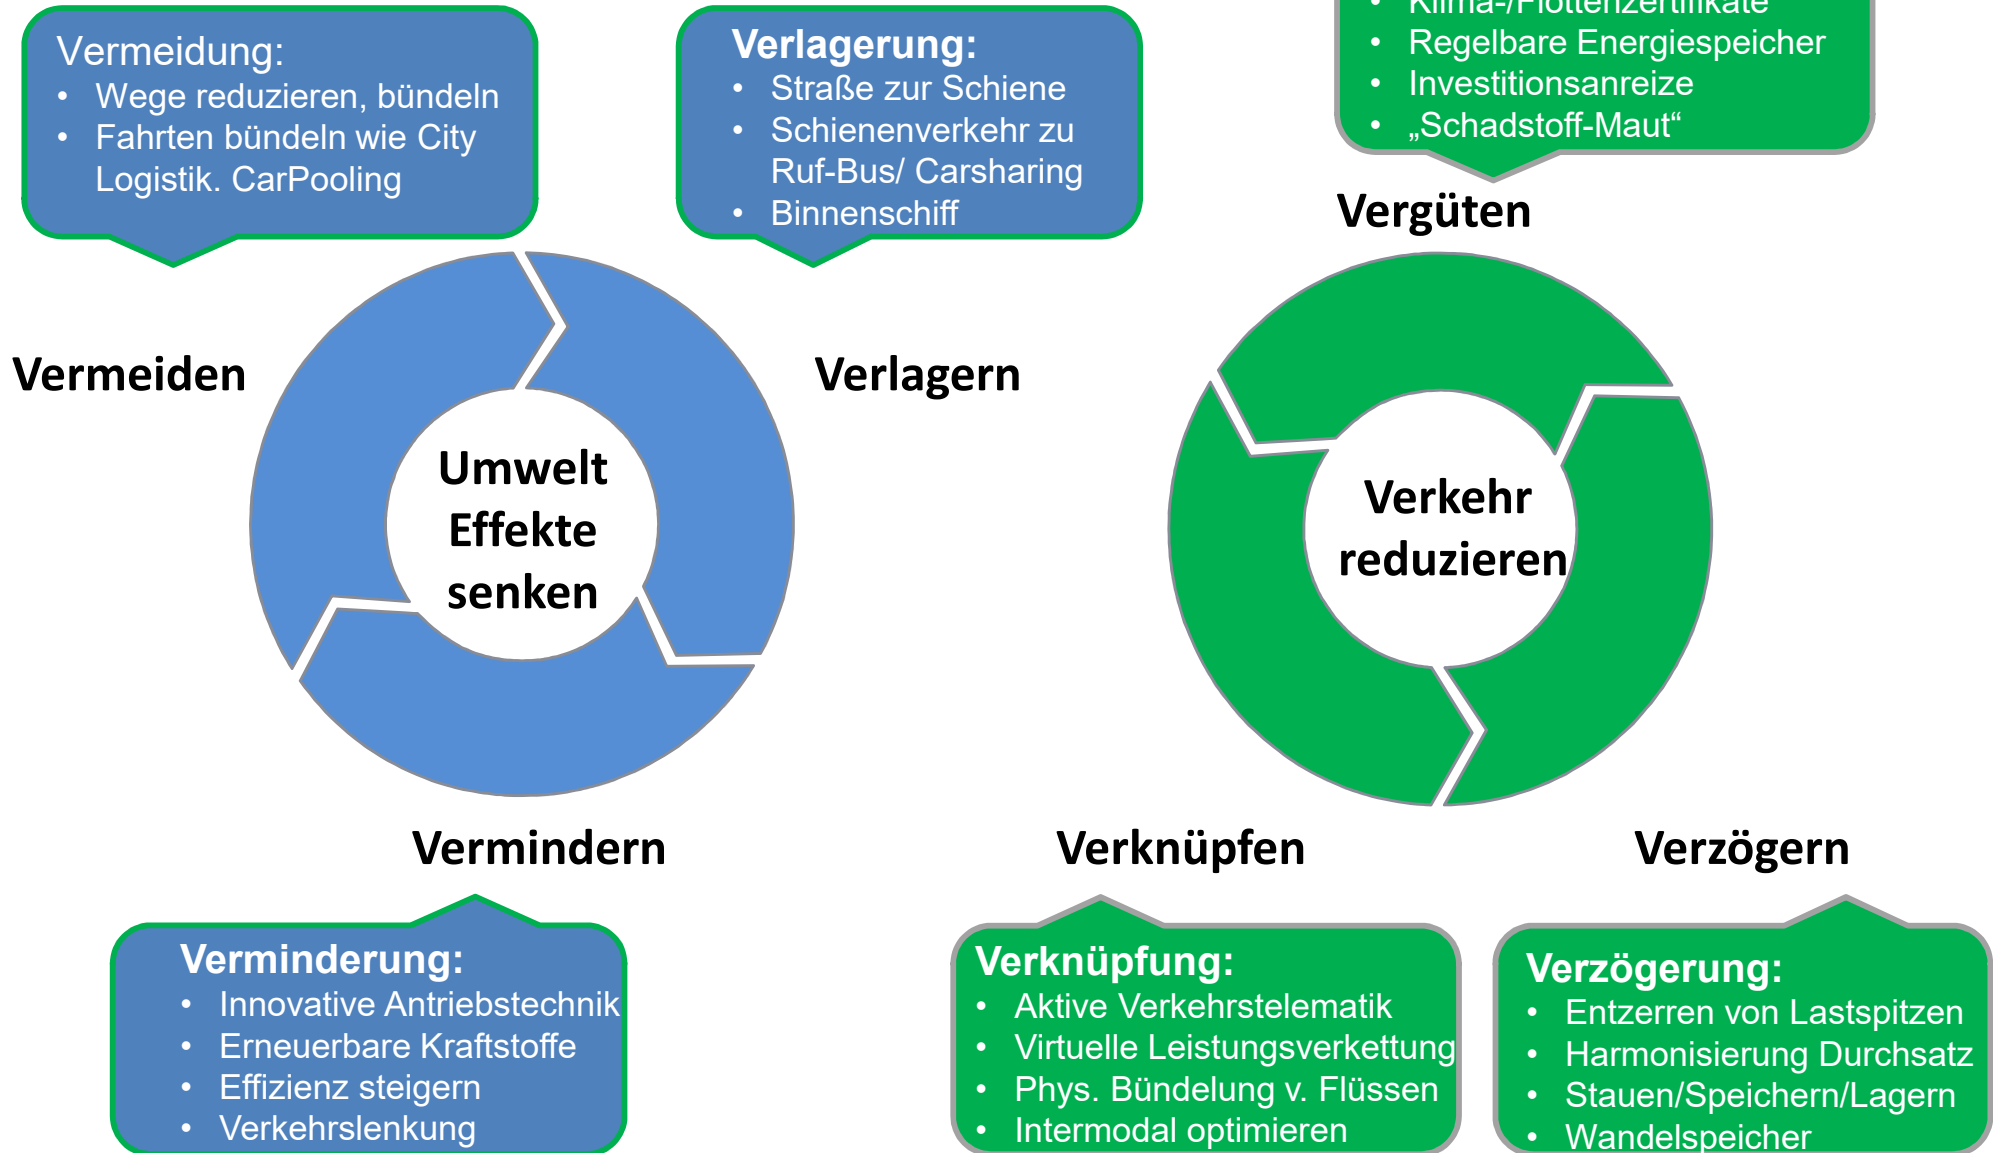 Vermeidung:
• Wege reduzieren, bündeln
• Fahrten bündeln wie City
Logistik. CarPooling
Verlagerung:
• Straße zur Schiene
• Schienenverkehr zu
Ruf-Bus/ Carsharing
• Binnenschiff
• Klima-/Flottenzertifikate
• Regelbare Energiespeicher
• Investitionsanreize
• „Schadstoff-Maut“
Vergüten
Vermeiden
Verlagern
Umwelt
Effekte
senken
Verkehr
reduzieren
Vermindern
Verknüpfen
Verzögern
Verminderung:
• Innovative Antriebstechnik
• Erneuerbare Kraftstoffe
• Effizienz steigern
• Verkehrslenkung
Verknüpfung:
• Aktive Verkehrstelematik
• Virtuelle Leistungsverkettung
• Phys. Bündelung v. Flüssen
• Intermodal optimieren
Verzögerung:
• Entzerren von Lastspitzen
• Harmonisierung Durchsatz
• Stauen/Speichern/Lagern
• Wandelspeicher